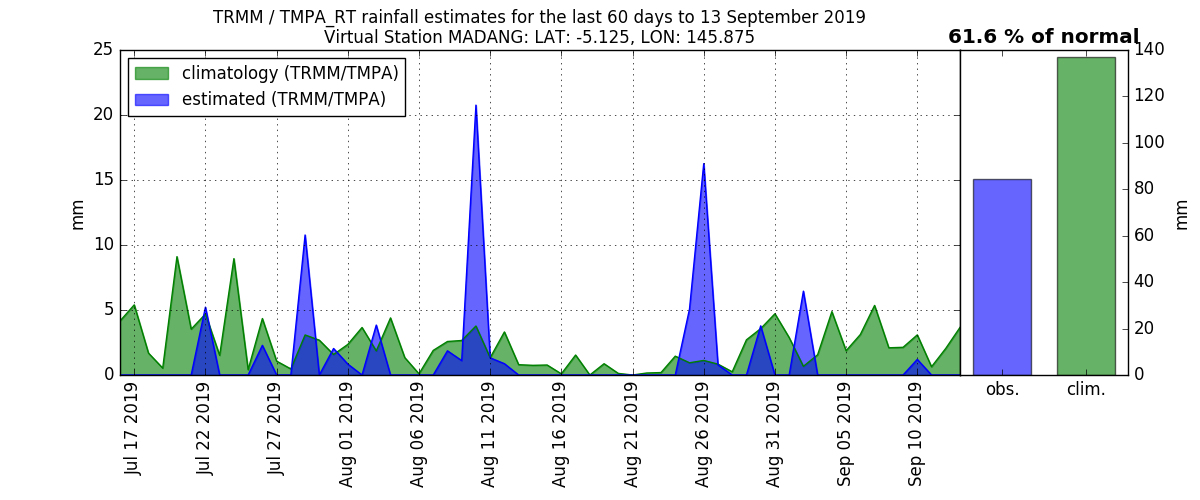 TRMM / TMPA_RT rainfall estimates for the last 60 days to 13 September 2019
Virtual Station MADANG: LAT: -5.125, LON: 145.875
61.6 % of normal
climatology (TRMM/TMPA)
estimated (TRMM/TMPA)
mm
25
20
15
10
5
0
Jul 17 2019
Jul 22 2019
Jul 27 2019
Aug 01 2019
Aug 06 2019
Aug 11 2019
Aug 16 2019
Aug 21 2019
Aug 26 2019
Aug 31 2019
Sep 05 2019
Sep 10 2019
obs.
clim.
140
120
100
80
60
40
20
0
mm